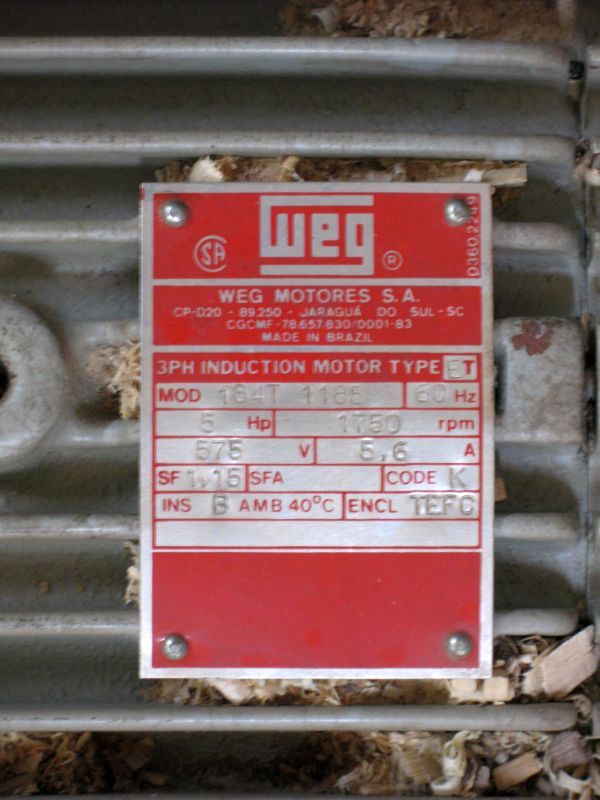 SA
weg
®
03602249
WEG MOTORES S.A.
CP-D20 - 89.250 - JARAGUÁ DO SUL - SC
CGCMF - 78.657.830/0001-83
MADE IN BRAZIL
3PH INDUCTION MOTOR TYPE ET
MOD 184T 1185 60 Hz
5 Hp 1750 rpm
575 V 5,6 A
SF 1,15 SFA CODE K
INS B AMB 40°C ENCL TEFC